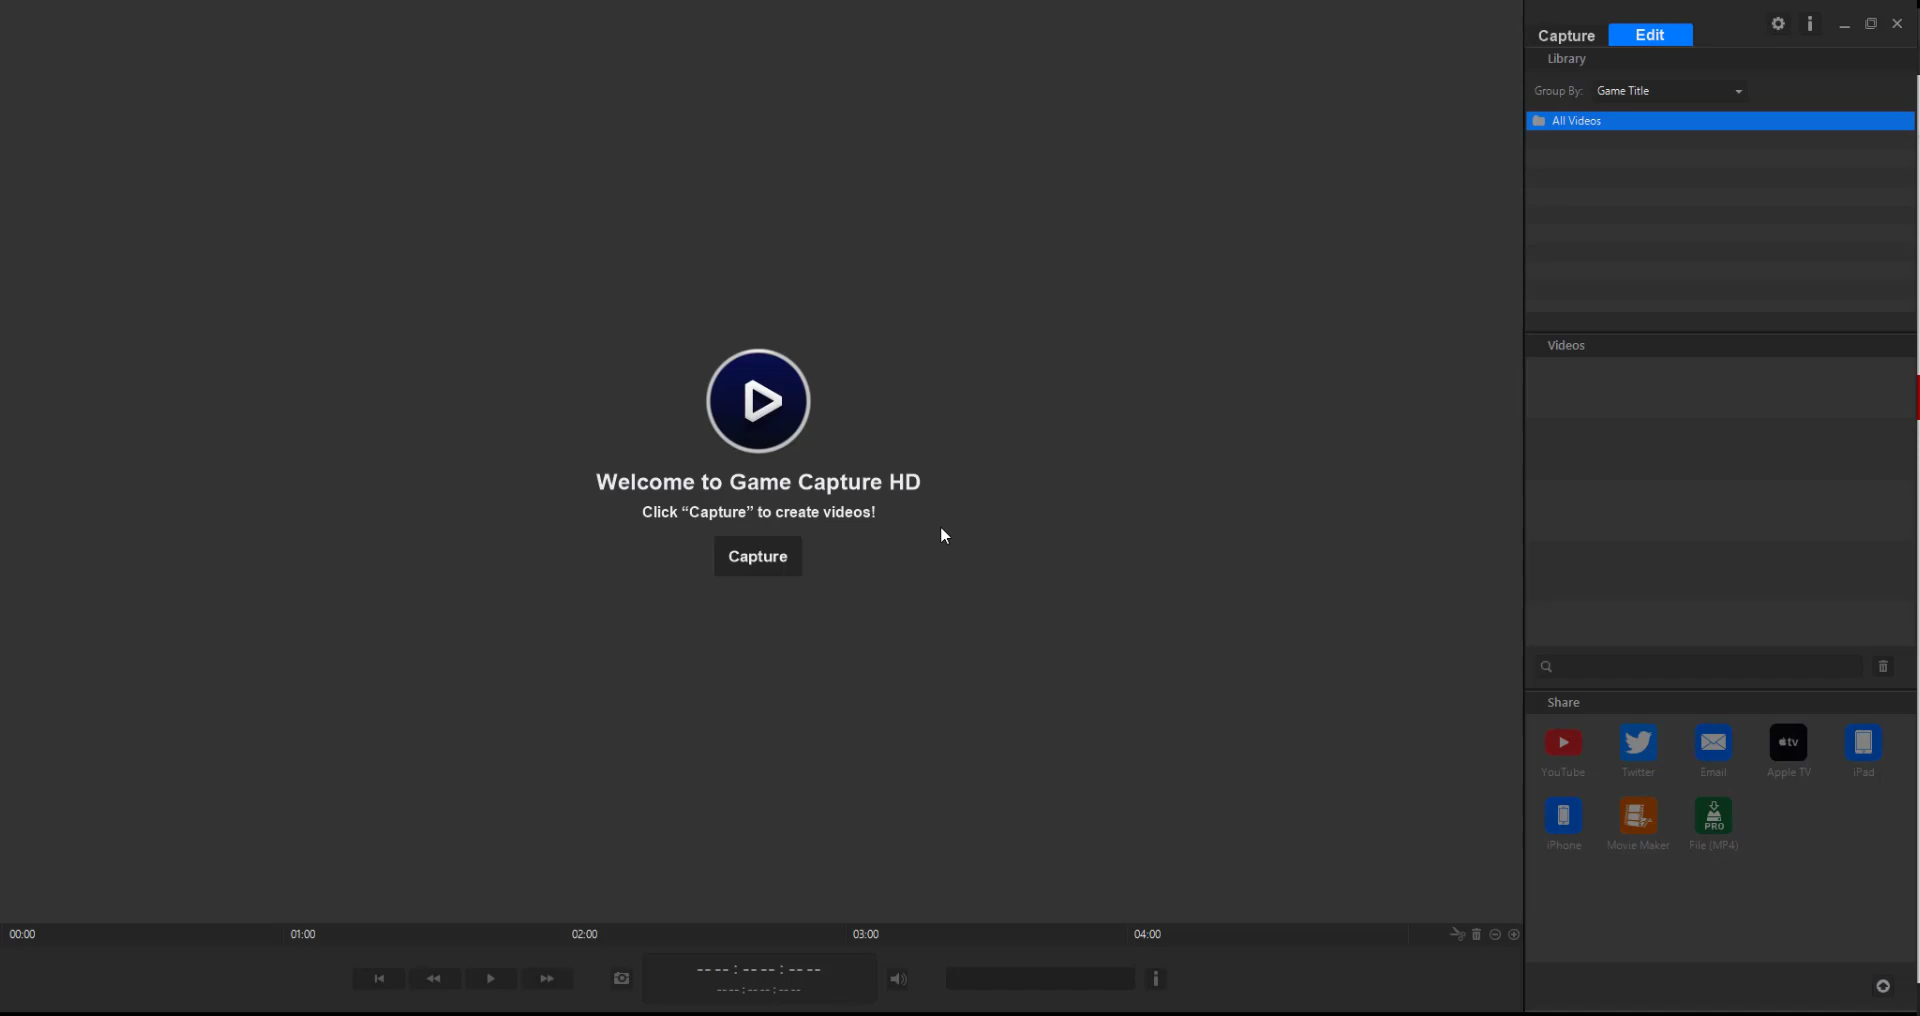 Capture Edit
Library
Group By: Game Title
All Videos
Welcome to Game Capture HD
Click “Capture” to create videos!
Capture
Videos
Share
YouTube Twitter Email Apple TV iPad
tv
iPhone Movie Maker File (MP4)
PRO
00:00 01:00 02:00 03:00 04:00
----:----:----
----:----:----